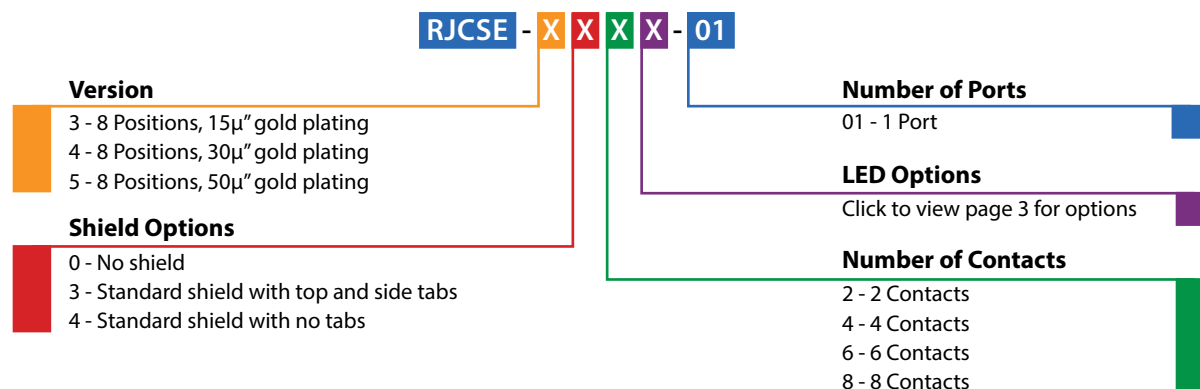 RJCSE - X X X X - 01
Version
3 - 8 Positions, 15µ” gold plating
4 - 8 Positions, 30µ” gold plating
5 - 8 Positions, 50µ” gold plating
Shield Options
0 - No shield
3 - Standard shield with top and side tabs
4 - Standard shield with no tabs
Number of Ports
01 - 1 Port
LED Options
Click to view page 3 for options
Number of Contacts
2 - 2 Contacts
4 - 4 Contacts
6 - 6 Contacts
8 - 8 Contacts